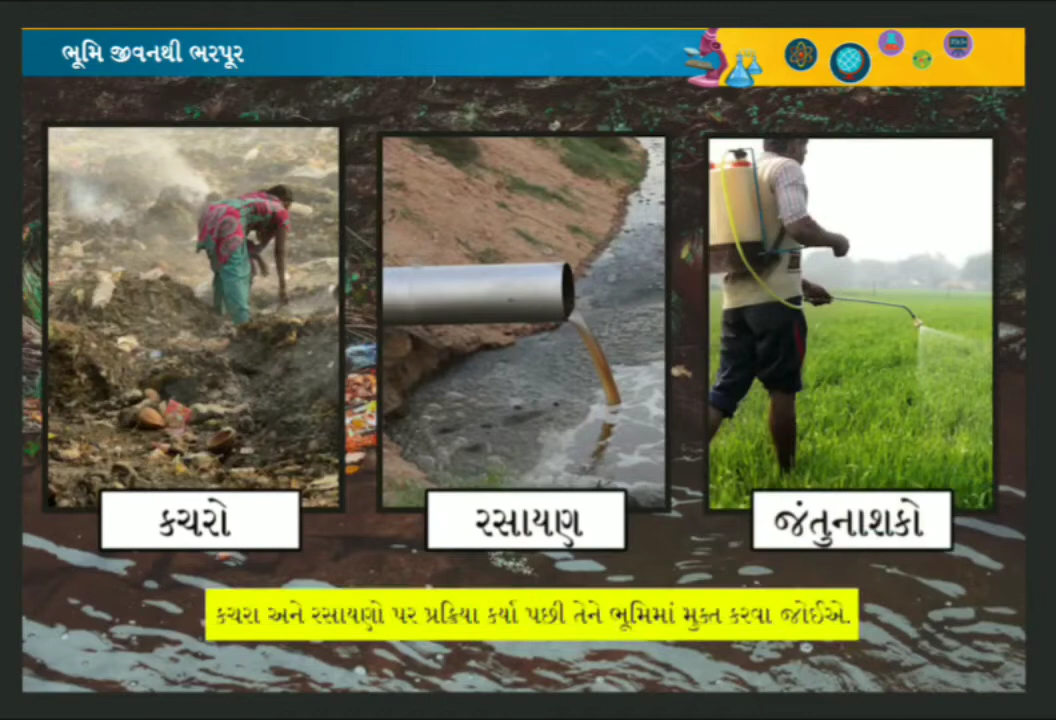 ભૂમિ જીવનથી ભરપૂર
કચરો
રસાયણ
જંતુનાશકો
કચરા અને રસાયણો પર પ્રક્રિયા કર્યા પછી તેને ભૂમિમાં મુક્ત કરવા જોઈએ.